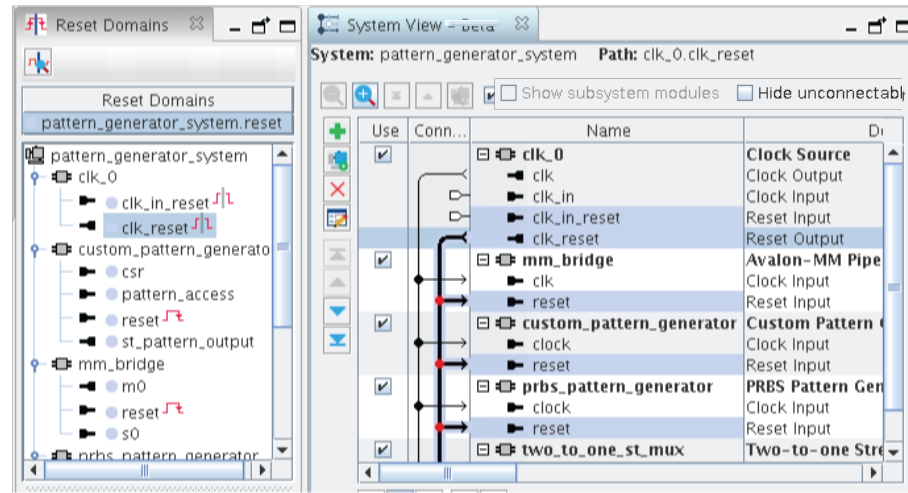 Reset Domains
System View - Beta
System: pattern_generator_system Path: clk_0.clk_reset
Show subsystem modules Hide unconnectabl
Reset Domains
pattern_generator_system.reset
pattern_generator_system
clk_0
clk_in_reset
clk_reset
custom_pattern_generato
csr
pattern_access
reset
st_pattern_output
mm_bridge
m0
reset
s0
prbs_pattern_generator
Use Conn... Name De
clk_0 Clock Source
clk Clock Output
clk_in Clock Input
clk_in_reset Reset Input
clk_reset Reset Output
mm_bridge Avalon-MM Pipe
clk Clock Input
reset Reset Input
custom_pattern_generator Custom Pattern
clock Clock Input
reset Reset Input
prbs_pattern_generator PRBS Pattern Gen
clock Clock Input
reset Reset Input
two_to_one_st_mux Two-to-one Stre